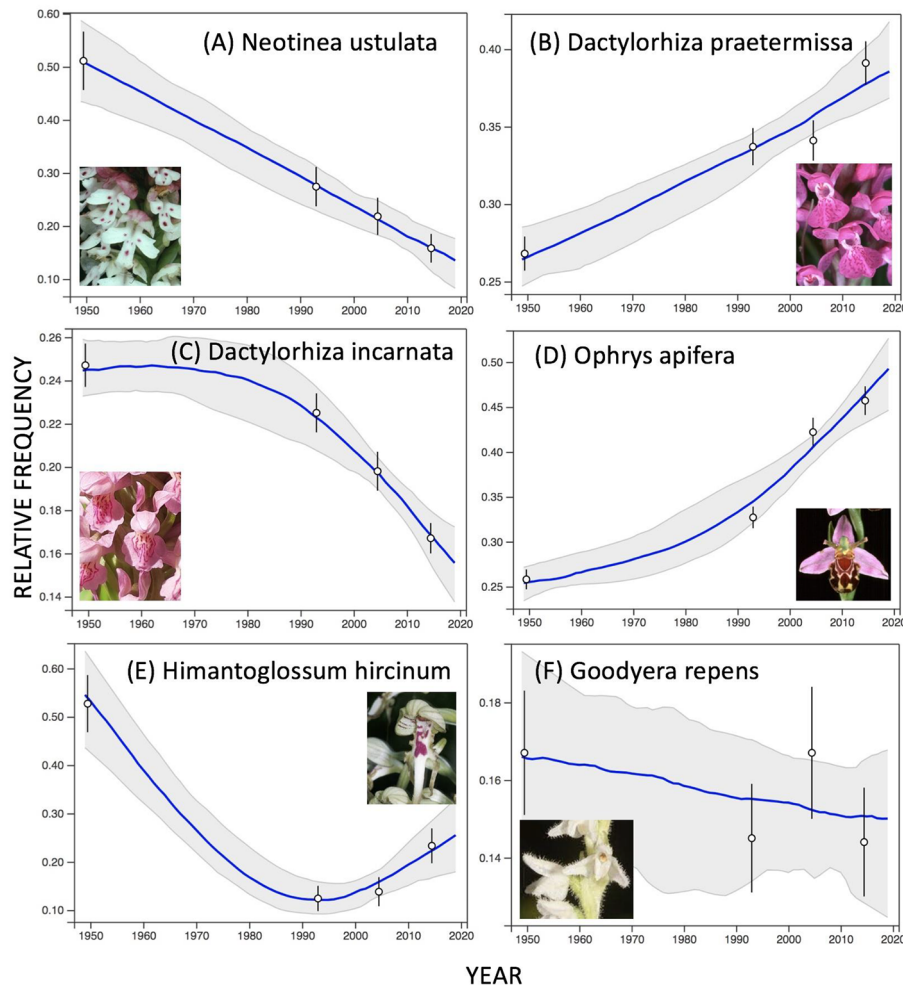 (A) Neotinea ustulata
0.60
0.50
0.40
0.30
0.20
0.10
1950 1960 1970 1980 1990 2000 2010 2020
(B) Dactylorhiza praetermissa
0.40
0.35
0.30
0.25
1950 1960 1970 1980 1990 2000 2010 2020
(C) Dactylorhiza incarnata
0.26
0.24
0.22
0.20
0.18
0.16
0.14
1950 1960 1970 1980 1990 2000 2010 2020
(D) Ophrys apifera
0.50
0.45
0.40
0.35
0.30
0.25
1950 1960 1970 1980 1990 2000 2010 2020
(E) Himantoglossum hircinum
0.60
0.50
0.40
0.30
0.20
0.10
1950 1960 1970 1980 1990 2000 2010 2020
(F) Goodyera repens
0.18
0.16
0.14
1950 1960 1970 1980 1990 2000 2010 2020
RELATIVE FREQUENCY
YEAR